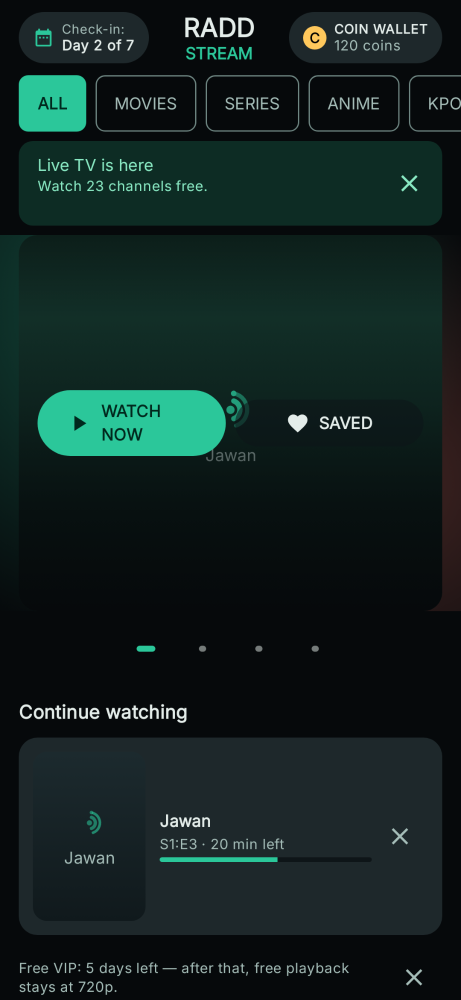 Check-in:
Day 2 of 7
RADD
STREAM
C
COIN WALLET
120 coins
ALL
MOVIES
SERIES
ANIME
KPO
Live TV is here
Watch 23 channels free.
WATCH
NOW
SAVED
Jawan
Continue watching
Jawan
Jawan
S1:E3 · 20 min left
Free VIP: 5 days left — after that, free playback
stays at 720p.